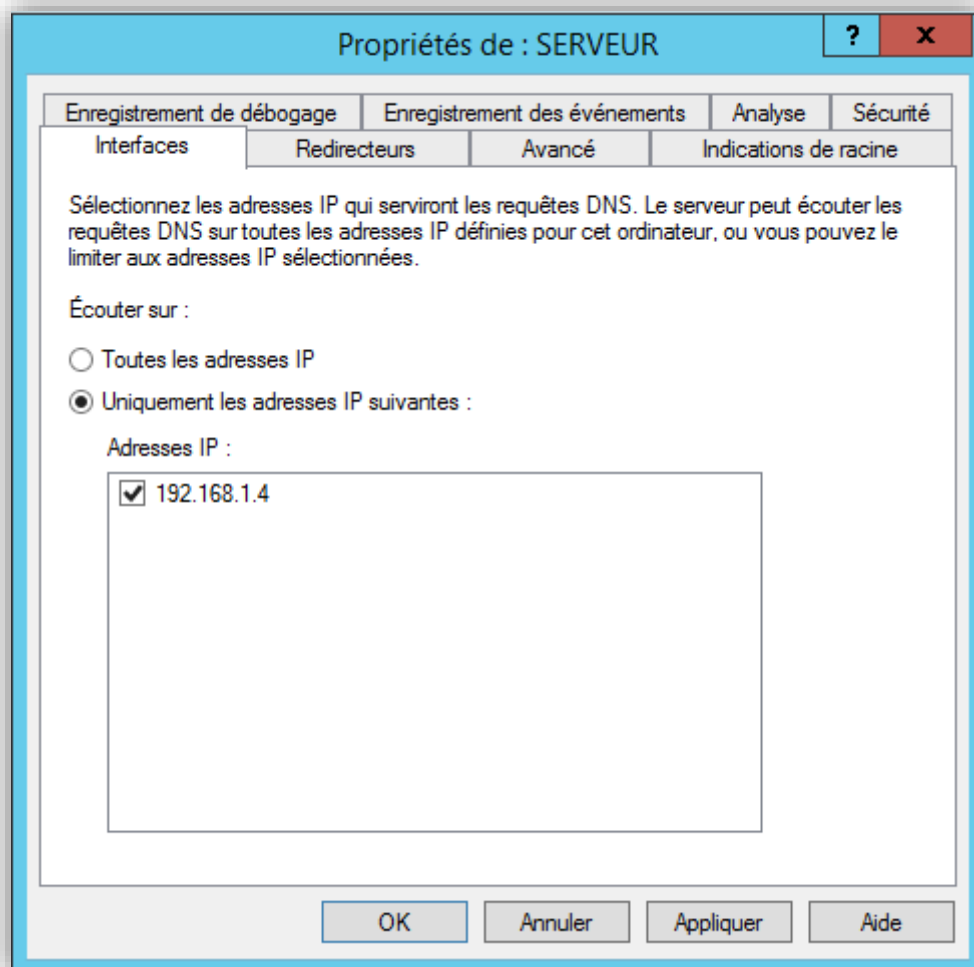 Propriétés de : SERVEUR
?
x
Enregistrement de débogage
Enregistrement des événements
Analyse
Sécurité
Interfaces
Redirecteurs
Avancé
Indications de racine
Sélectionnez les adresses IP qui serviront les requêtes DNS. Le serveur peut écouter les
requêtes DNS sur toutes les adresses IP définies pour cet ordinateur, ou vous pouvez le
limiter aux adresses IP sélectionnées.
Écouter sur :
Toutes les adresses IP
Uniquement les adresses IP suivantes :
Adresses IP :
192.168.1.4
OK
Annuler
Appliquer
Aide